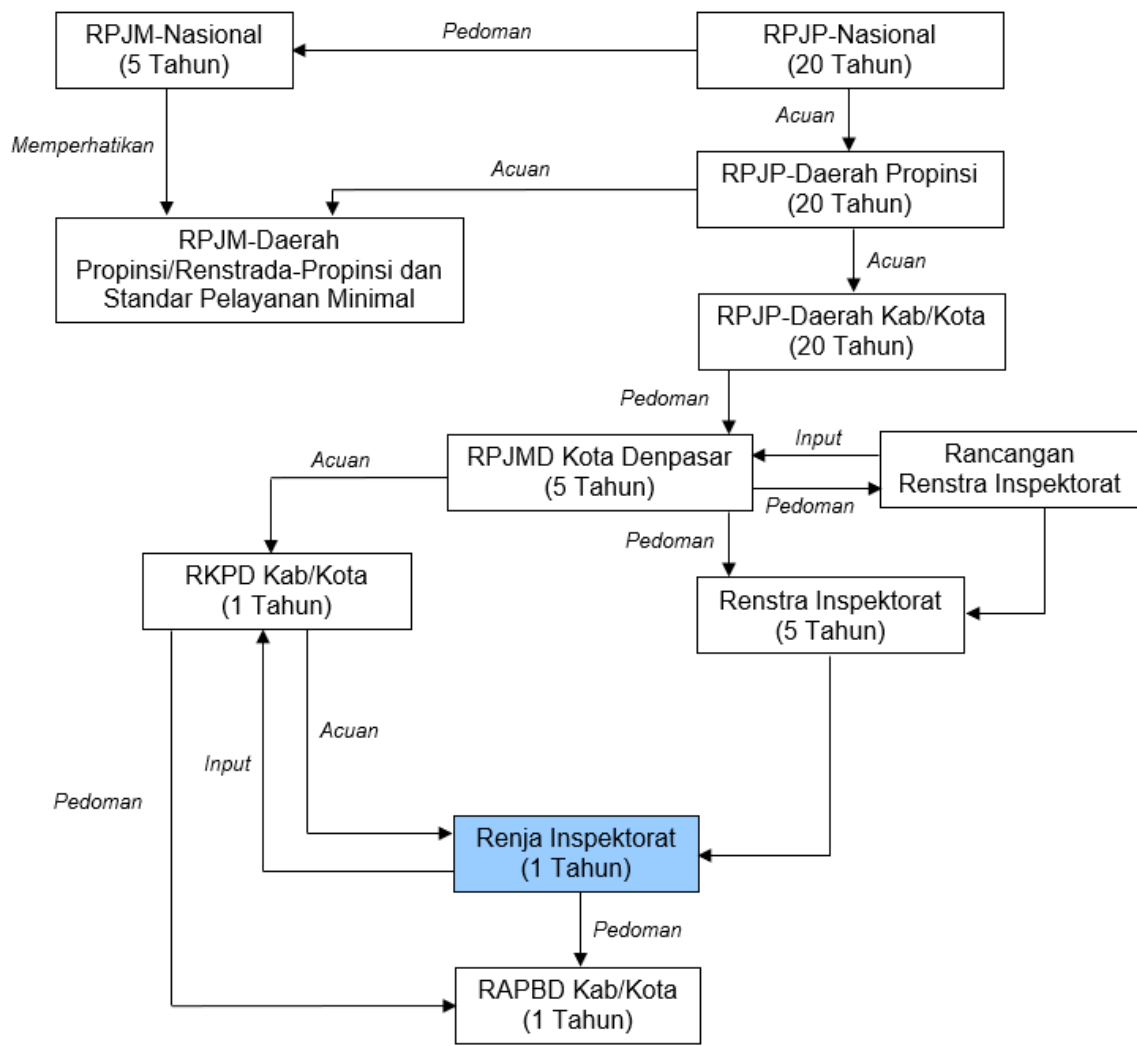 RPJM-Nasional
(5 Tahun)
Pedoman
RPJP-Nasional
(20 Tahun)
Memperhatikan
Acuan
Acuan
RPJP-Daerah Propinsi
(20 Tahun)
RPJM-Daerah
Propinsi/Renstrada-Propinsi dan
Standar Pelayanan Minimal
Acuan
RPJP-Daerah Kab/Kota
(20 Tahun)
Pedoman
Acuan
RPJMD Kota Denpasar
(5 Tahun)
Input
Pedoman
Rancangan
Renstra Inspektorat
Pedoman
RKPD Kab/Kota
(1 Tahun)
Renstra Inspektorat
(5 Tahun)
Acuan
Input
Pedoman
Renja Inspektorat
(1 Tahun)
Pedoman
RAPBD Kab/Kota
(1 Tahun)